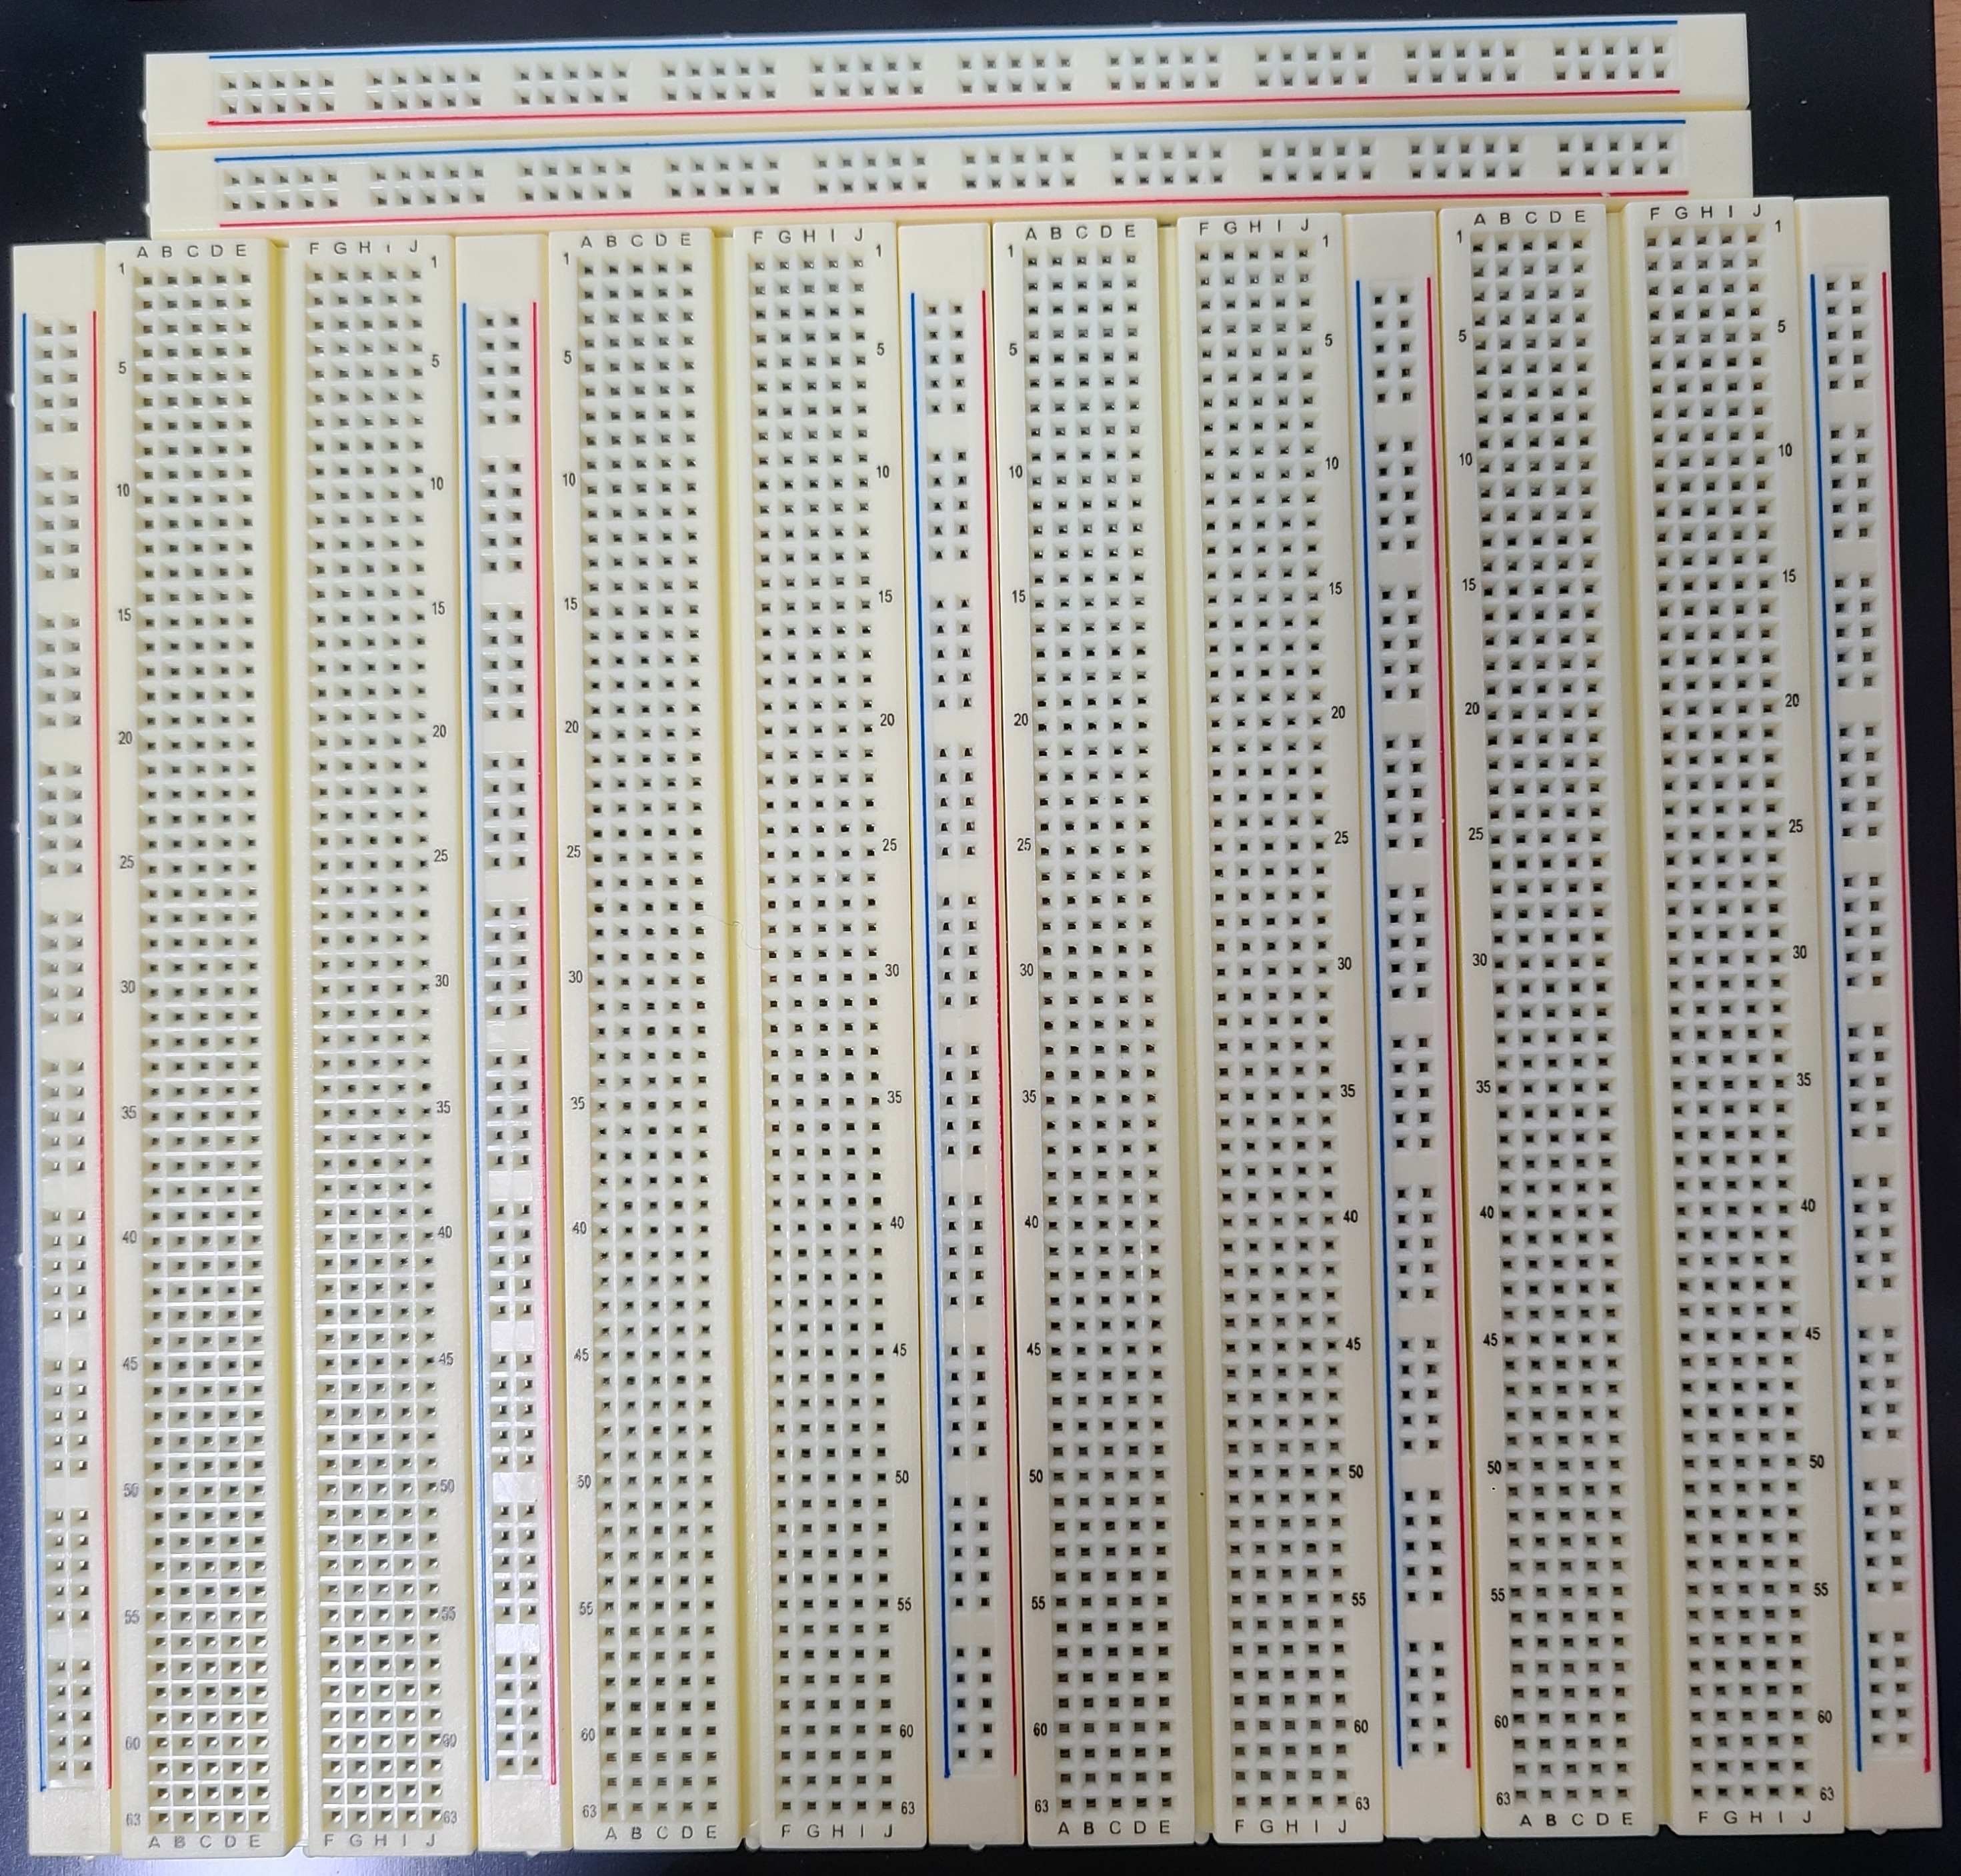 A B C D E F G H I J A B C D E F G H I J A B C D E F G H I J A B C D E F G H I J
1 1 1 1 1 1 1 1
5 5 5 5 5 5 5 5
10 10 10 10 10 10 10 10
15 15 15 15 15 15 15 15
20 20 20 20 20 20 20 20
25 25 25 25 25 25 25 25
30 30 30 30 30 30 30 30
35 35 35 35 35 35 35 35
40 40 40 40 40 40 40 40
45 45 45 45 45 45 45 45
50 50 50 50 50 50 50 50
55 55 55 55 55 55 55 55
60 60 60 60 60 60 60 60
63 63 63 63 63 63 63 63
A B C D E F G H I J A B C D E F G H I J A B C D E F G H I J A B C D E F G H I J